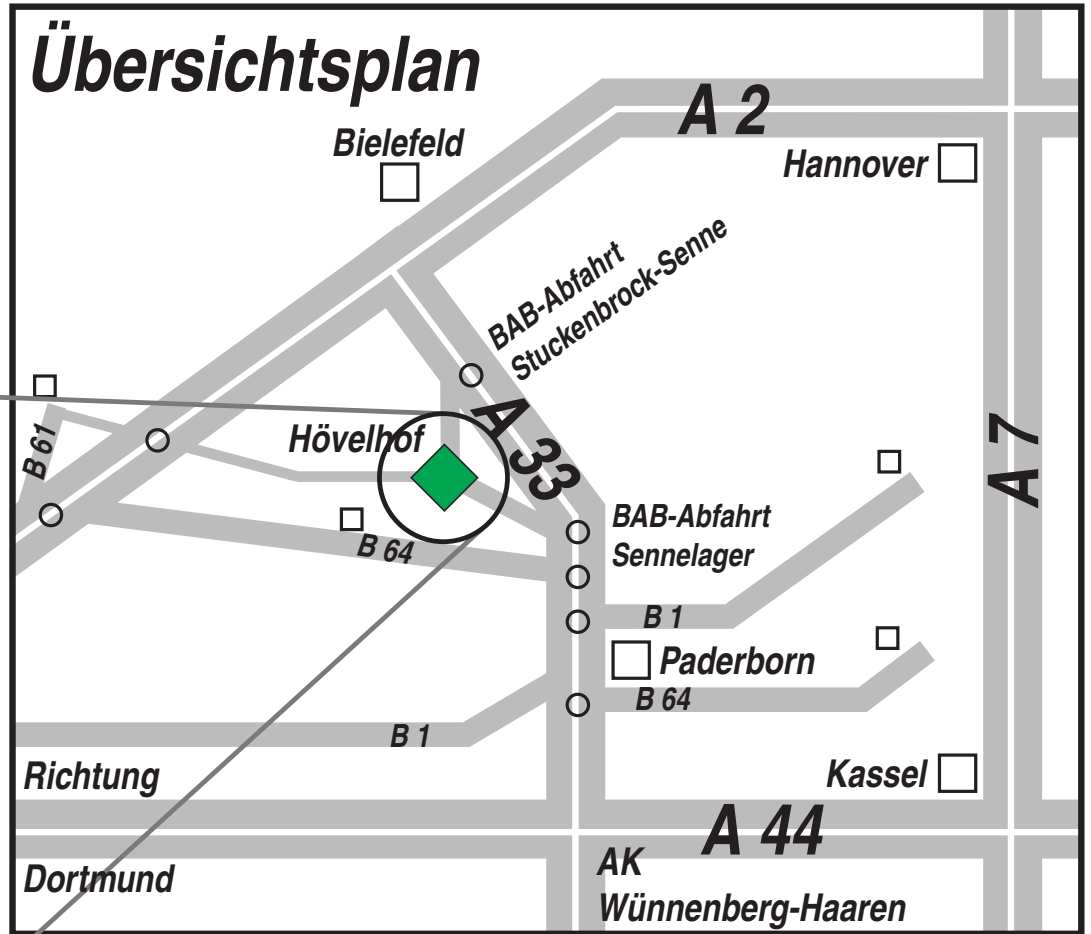 Übersichtsplan
A 2
Bielefeld
Hannover
BAB-Abfahrt
Stuckenbrock-Senne
A 33
A 7
B 61
Hövelhof
BAB-Abfahrt
Sennelager
B 64
B 1
Paderborn
B 64
B 1
Richtung
Kassel
A 44
Dortmund
AK
Wünnenberg-Haaren